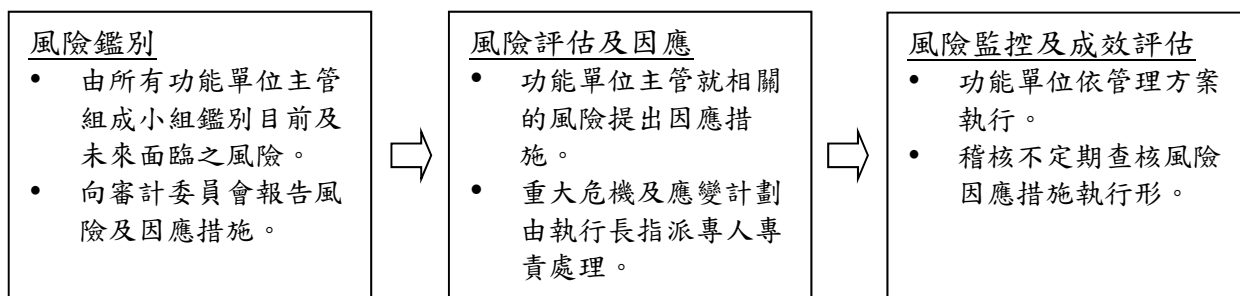 風險鑑別
• 由所有功能單位主管
組成小組鑑別目前及
未來面臨之風險。
• 向審計委員會報告風
險及因應措施。
風險評估及因應
• 功能單位主管就相關
的風險提出因應措
施。
• 重大危機及應變計劃
由執行長指派專人專
責處理。
風險監控及成效評估
• 功能單位依管理方案
執行。
• 稽核不定期查核風險
因應措施執行形。